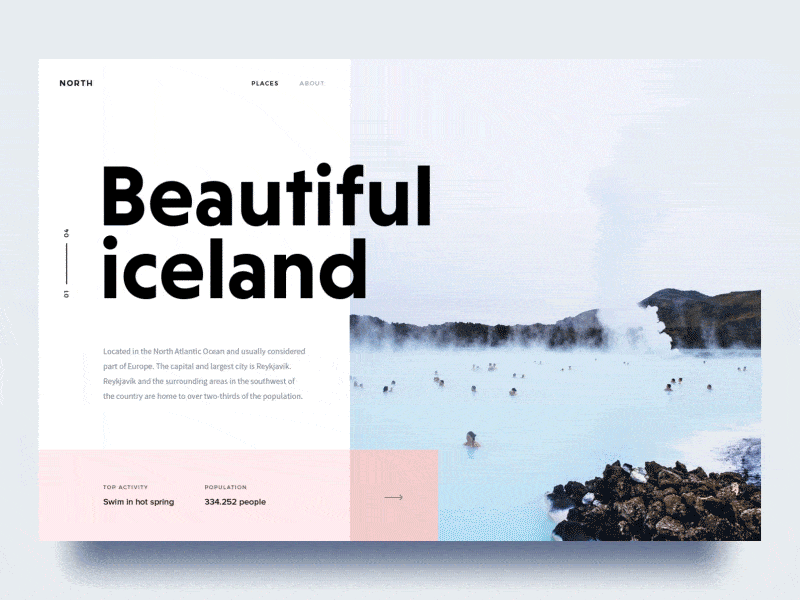 NORTH
PLACES ABOUT
Beautiful
iceland
01 04
Located in the North Atlantic Ocean and usually considered
part of Europe. The capital and largest city is Reykjavik.
Reykjavik and the surrounding areas in the southwest of
the country are home to over two-thirds of the population.
TOP ACTIVITY POPULATION
Swim in hot spring 334.252 people